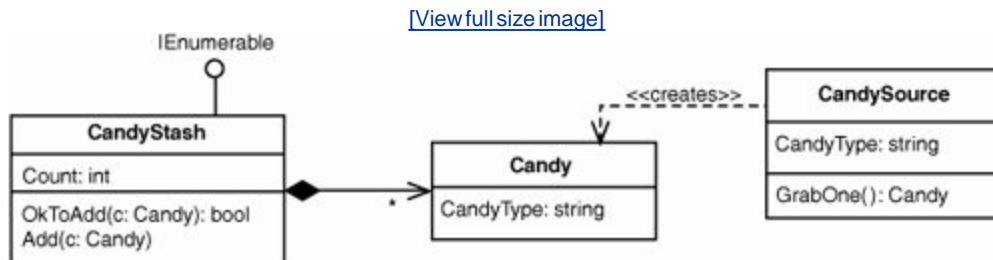 [View full size image]
IEnumerable
CandyStash
Count: int
OkToAdd(c: Candy): bool
Add(c: Candy)
*
Candy
CandyType: string
<<creates>>
CandySource
CandyType: string
GrabOne(): Candy